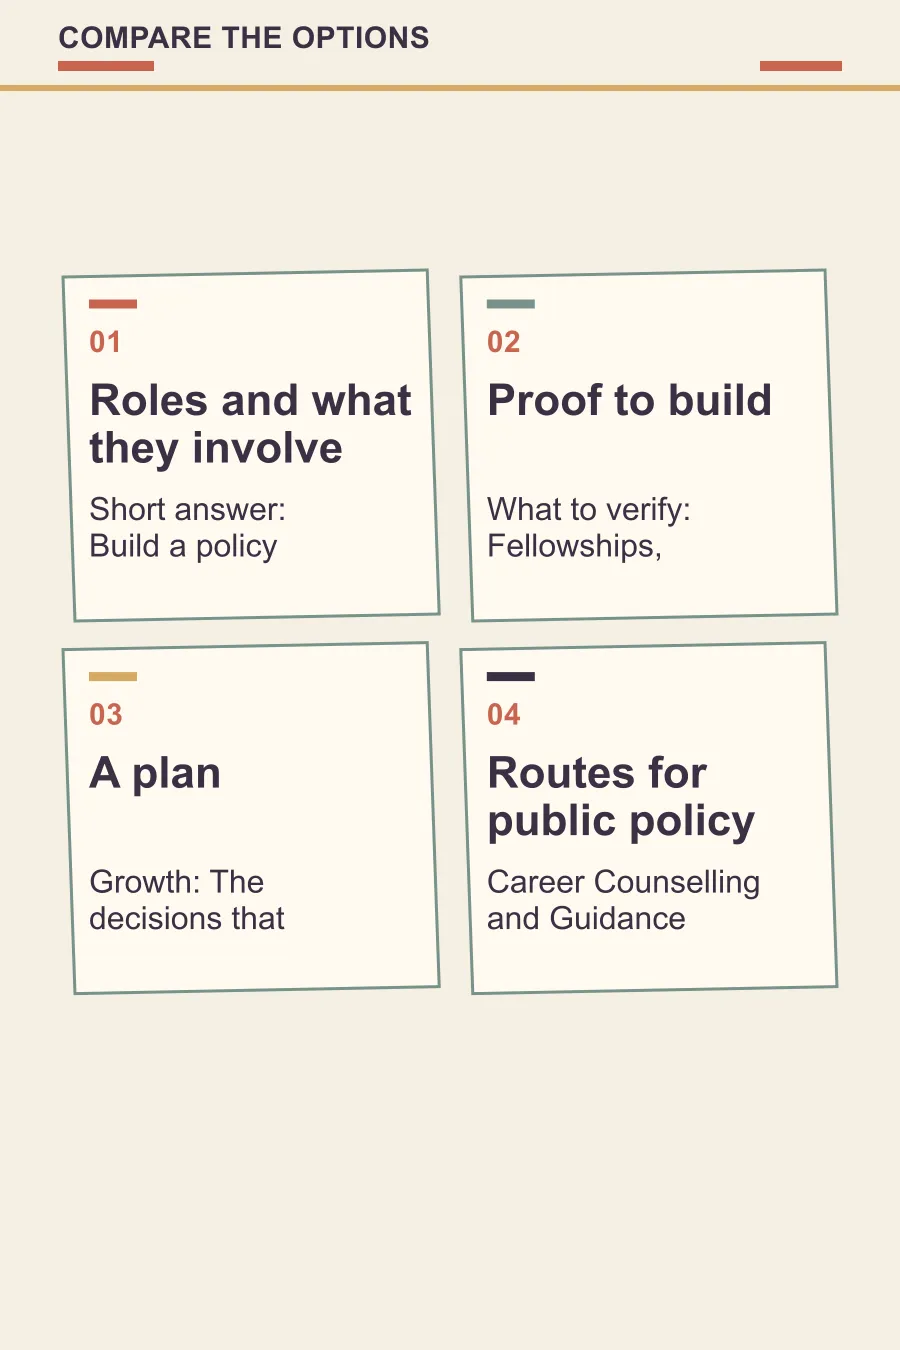 COMPARE THE OPTIONS
01
Roles and what
they involve
Short answer:
Build a policy
02
Proof to build
What to verify:
Fellowships,
03
A plan
Growth: The
decisions that
04
Routes for
public policy
Career Counselling
and Guidance